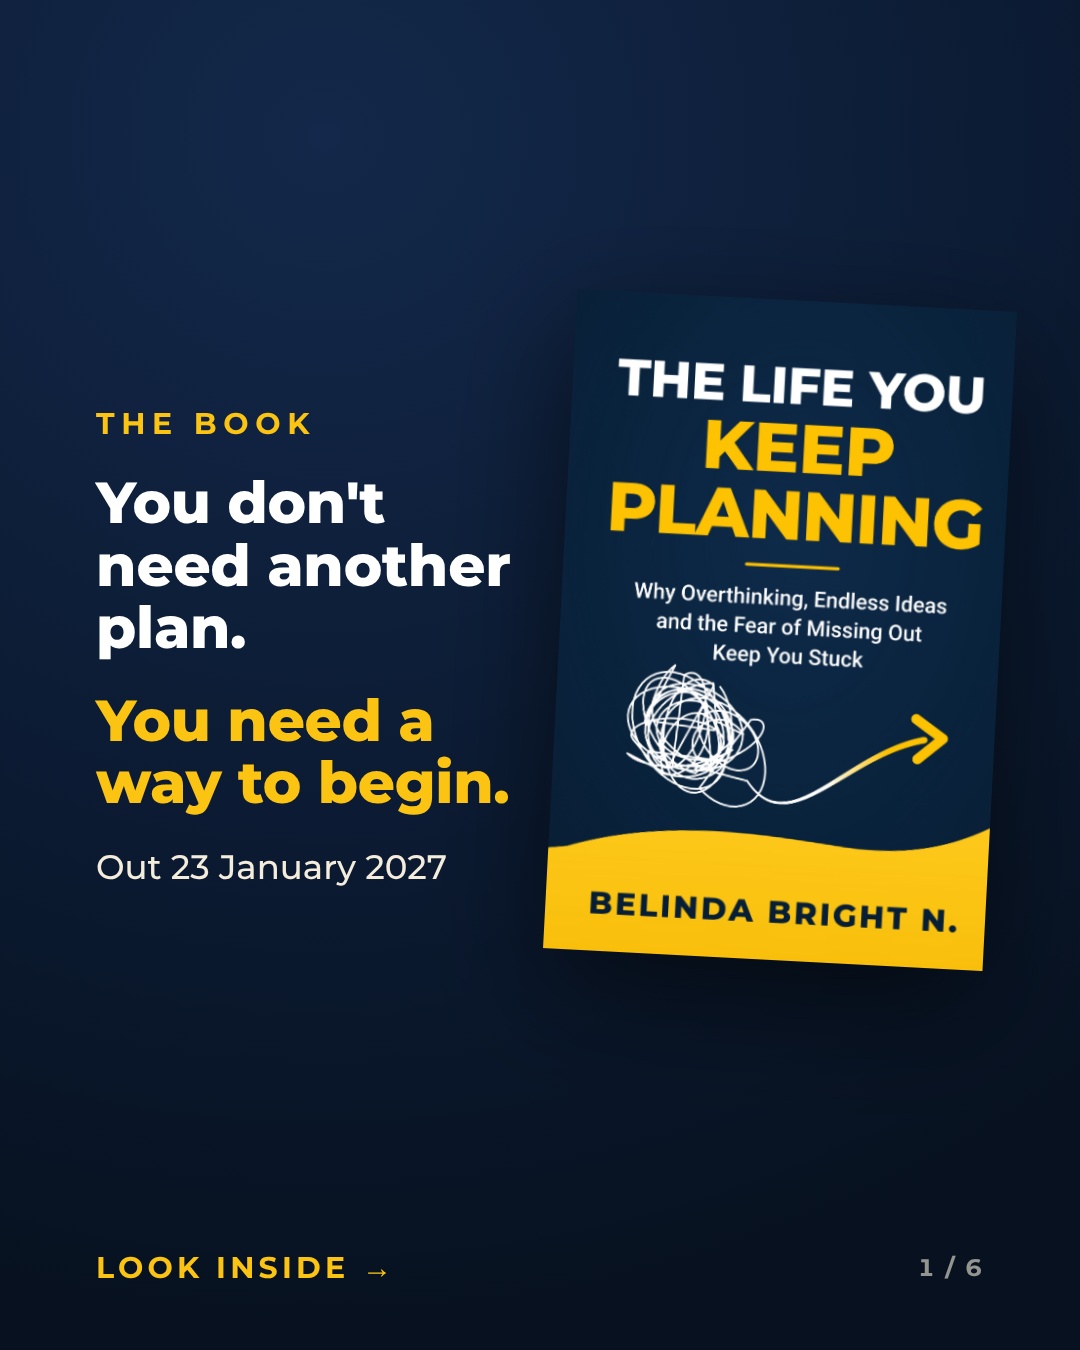 THE BOOK
You don't
need another
plan.
You need a
way to begin.
Out 23 January 2027
THE LIFE YOU
KEEP
PLANNING
Why Overthinking, Endless Ideas
and the Fear of Missing Out
Keep You Stuck
BELINDA BRIGHT N.
LOOK INSIDE →
1 / 6